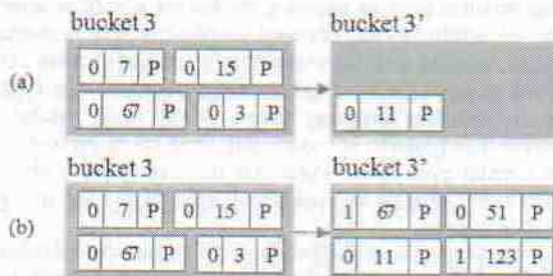 bucket 3 bucket 3'
(a)
0 7 P 0 15 P
0 67 P 0 3 P 0 11 P
bucket 3 bucket 3'
(b)
0 7 P 0 15 P 1 67 P 0 51 P
0 67 P 0 3 P 0 11 P 1 123 P